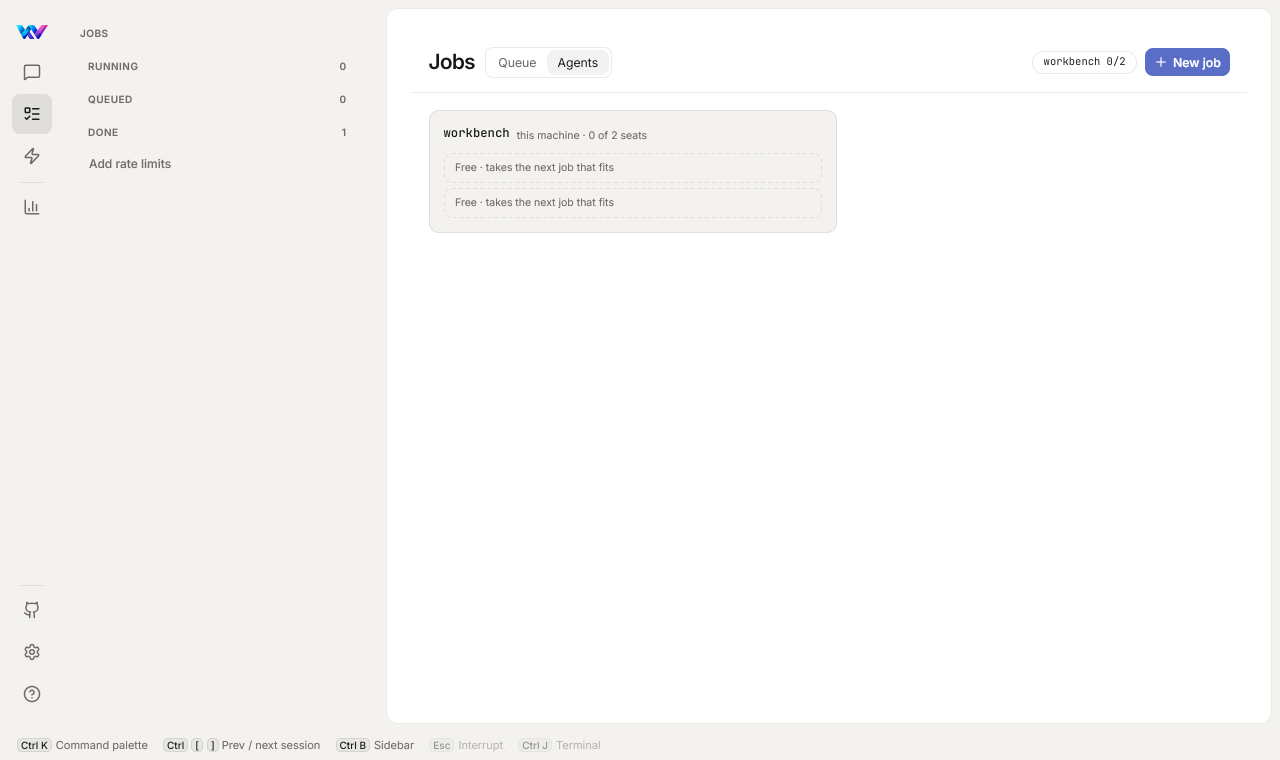 JOBS
RUNNING 0
QUEUED 0
DONE 1
Add rate limits
Jobs Queue Agents workbench 0/2 New job
workbench this machine · 0 of 2 seats
Free · takes the next job that fits
Free · takes the next job that fits
Ctrl K Command palette · Ctrl [ ] Prev / next session · Ctrl B Sidebar · Esc Interrupt · Ctrl J Terminal